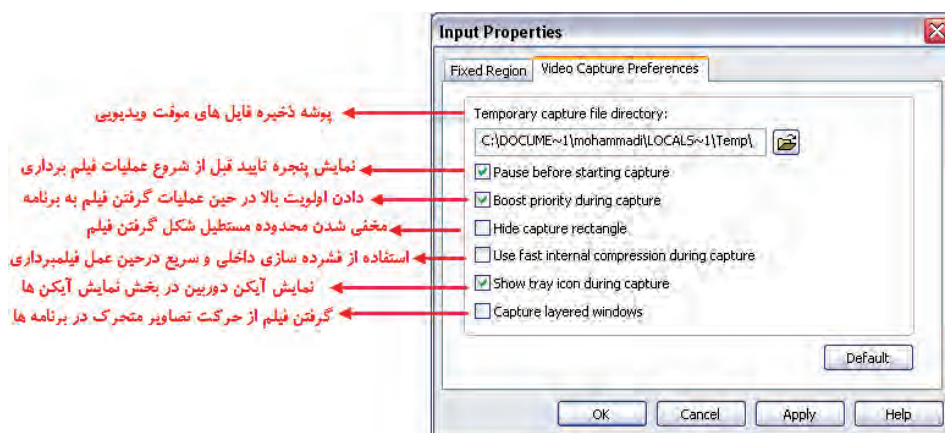 Input Properties
Fixed Region
Video Capture Preferences
پوشه ذخیره فایل های موقت ویدیویی
Temporary capture file directory:
C:\DOCUME~1\mohammadi\LOCALS~1\Temp\
نمایش پنجره تایید قبل از شروع عملیات فیلم برداری
Pause before starting capture
دادن اولویت بالا در حین عملیات گرفتن فیلم به برنامه
Boost priority during capture
مخفی شدن محدوده مستطیل شکل گرفتن فیلم
Hide capture rectangle
استفاده از فشرده سازی داخلی و سریع درحین عمل فیلمبرداری
Use fast internal compression during capture
نمایش آیکن دوربین در بخش نمایش آیکن ها
Show tray icon during capture
گرفتن فیلم از حرکت تصاویر متحرک در برنامه ها
Capture layered windows
Default
OK
Cancel
Apply
Help